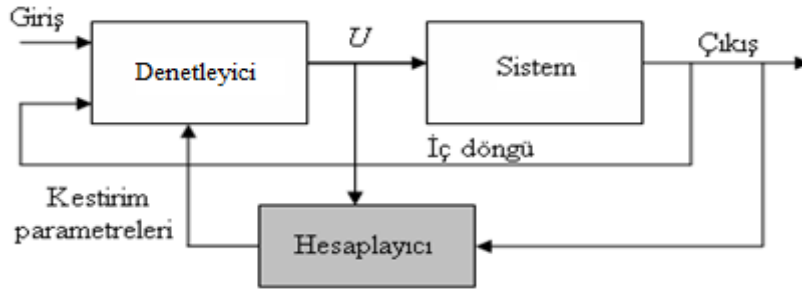 Giriş
U
Çıkış
Denetleyici
Sistem
İç döngü
Kestirim
parametreleri
Hesaplayıcı